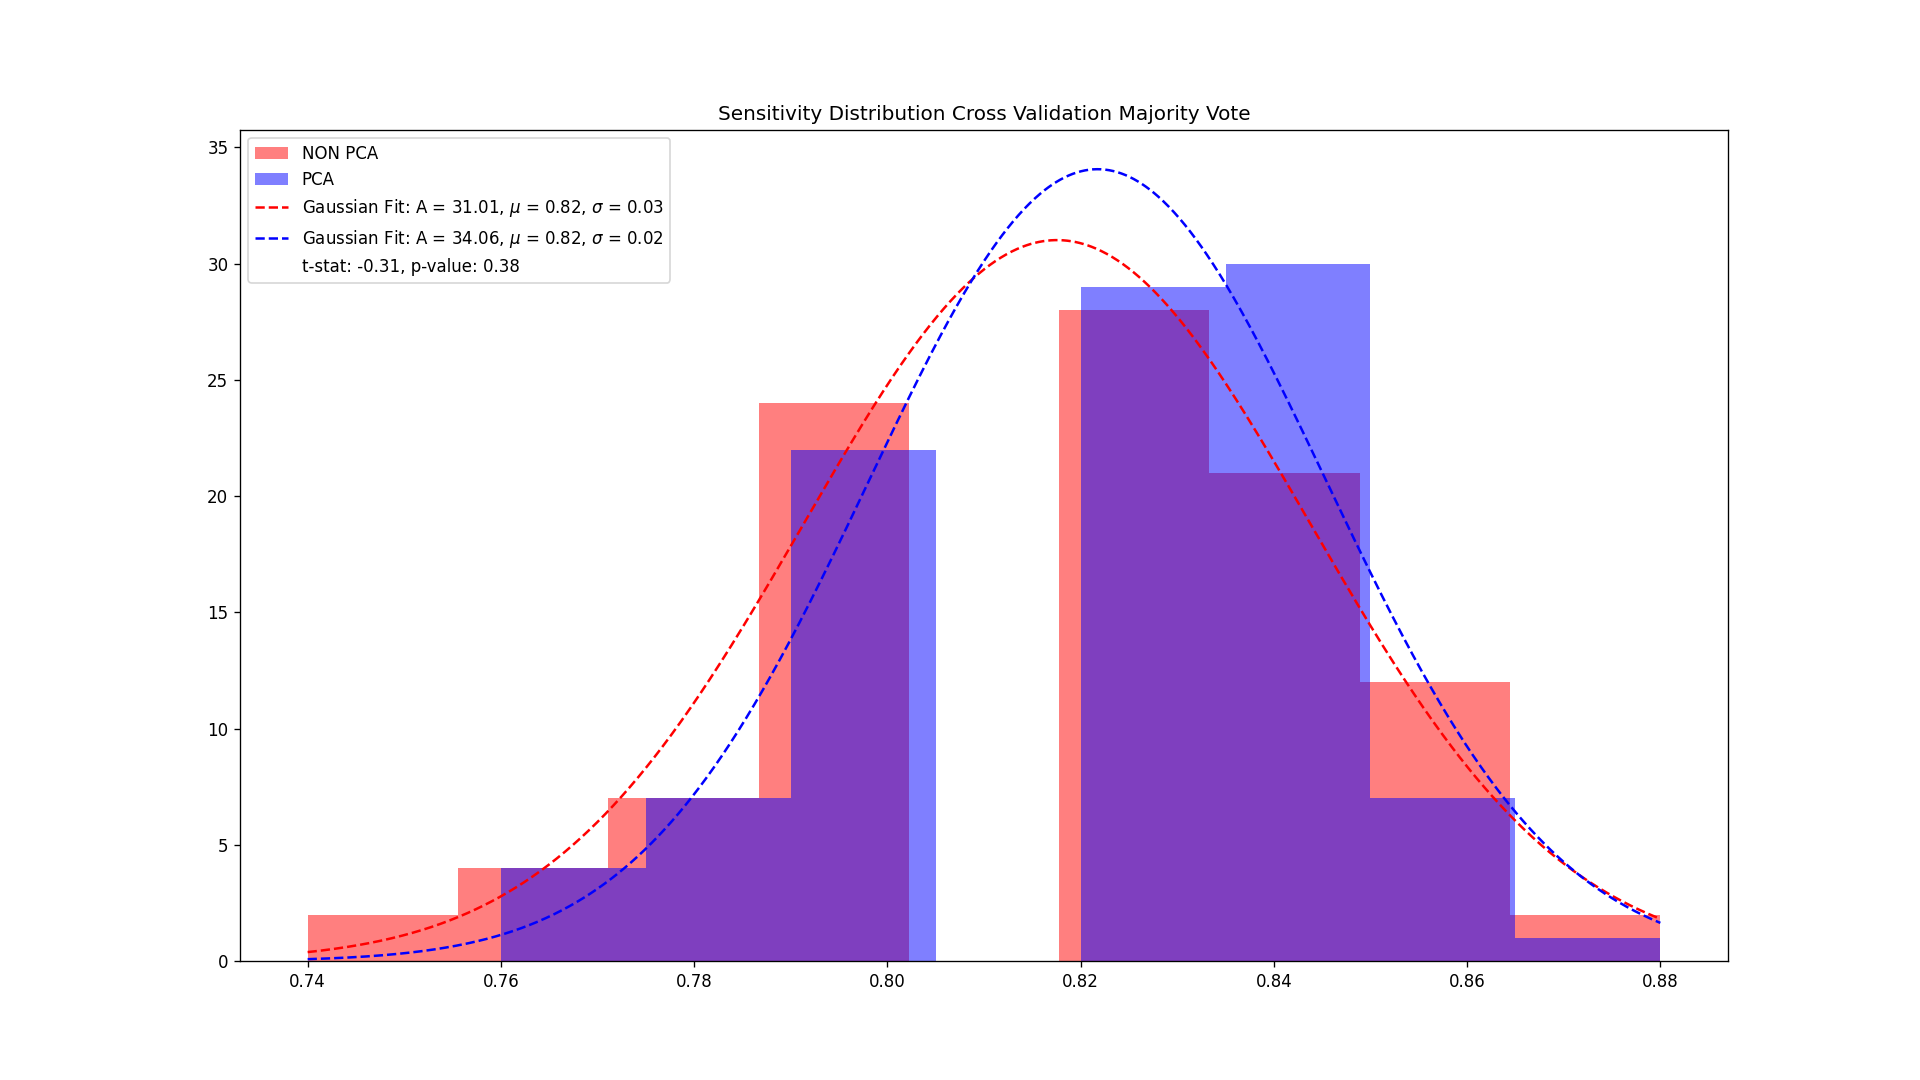 Sensitivity Distribution Cross Validation Majority Vote
NON PCA
PCA
Gaussian Fit: A = 31.01, μ = 0.82, σ = 0.03
Gaussian Fit: A = 34.06, μ = 0.82, σ = 0.02
t-stat: -0.31, p-value: 0.38
35
30
25
20
15
10
5
0
0.74 0.76 0.78 0.80 0.82 0.84 0.86 0.88